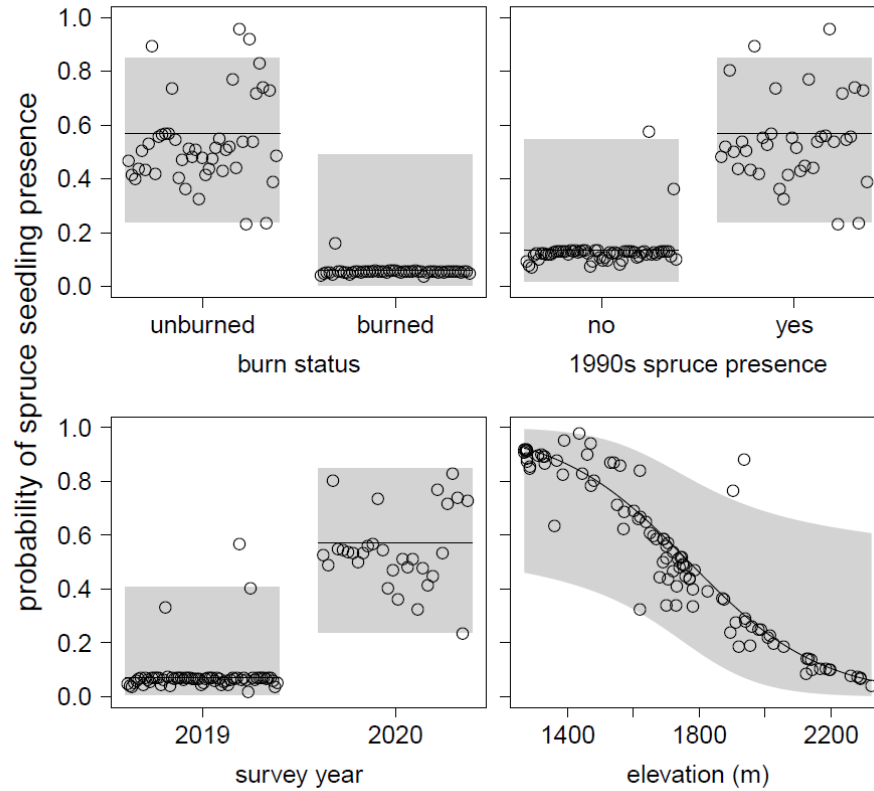 probability of spruce seedling presence
1.0
0.8
0.6
0.4
0.2
0.0
unburned burned
burn status
no yes
1990s spruce presence
1.0
0.8
0.6
0.4
0.2
0.0
2019 2020
survey year
1400 1800 2200
elevation (m)